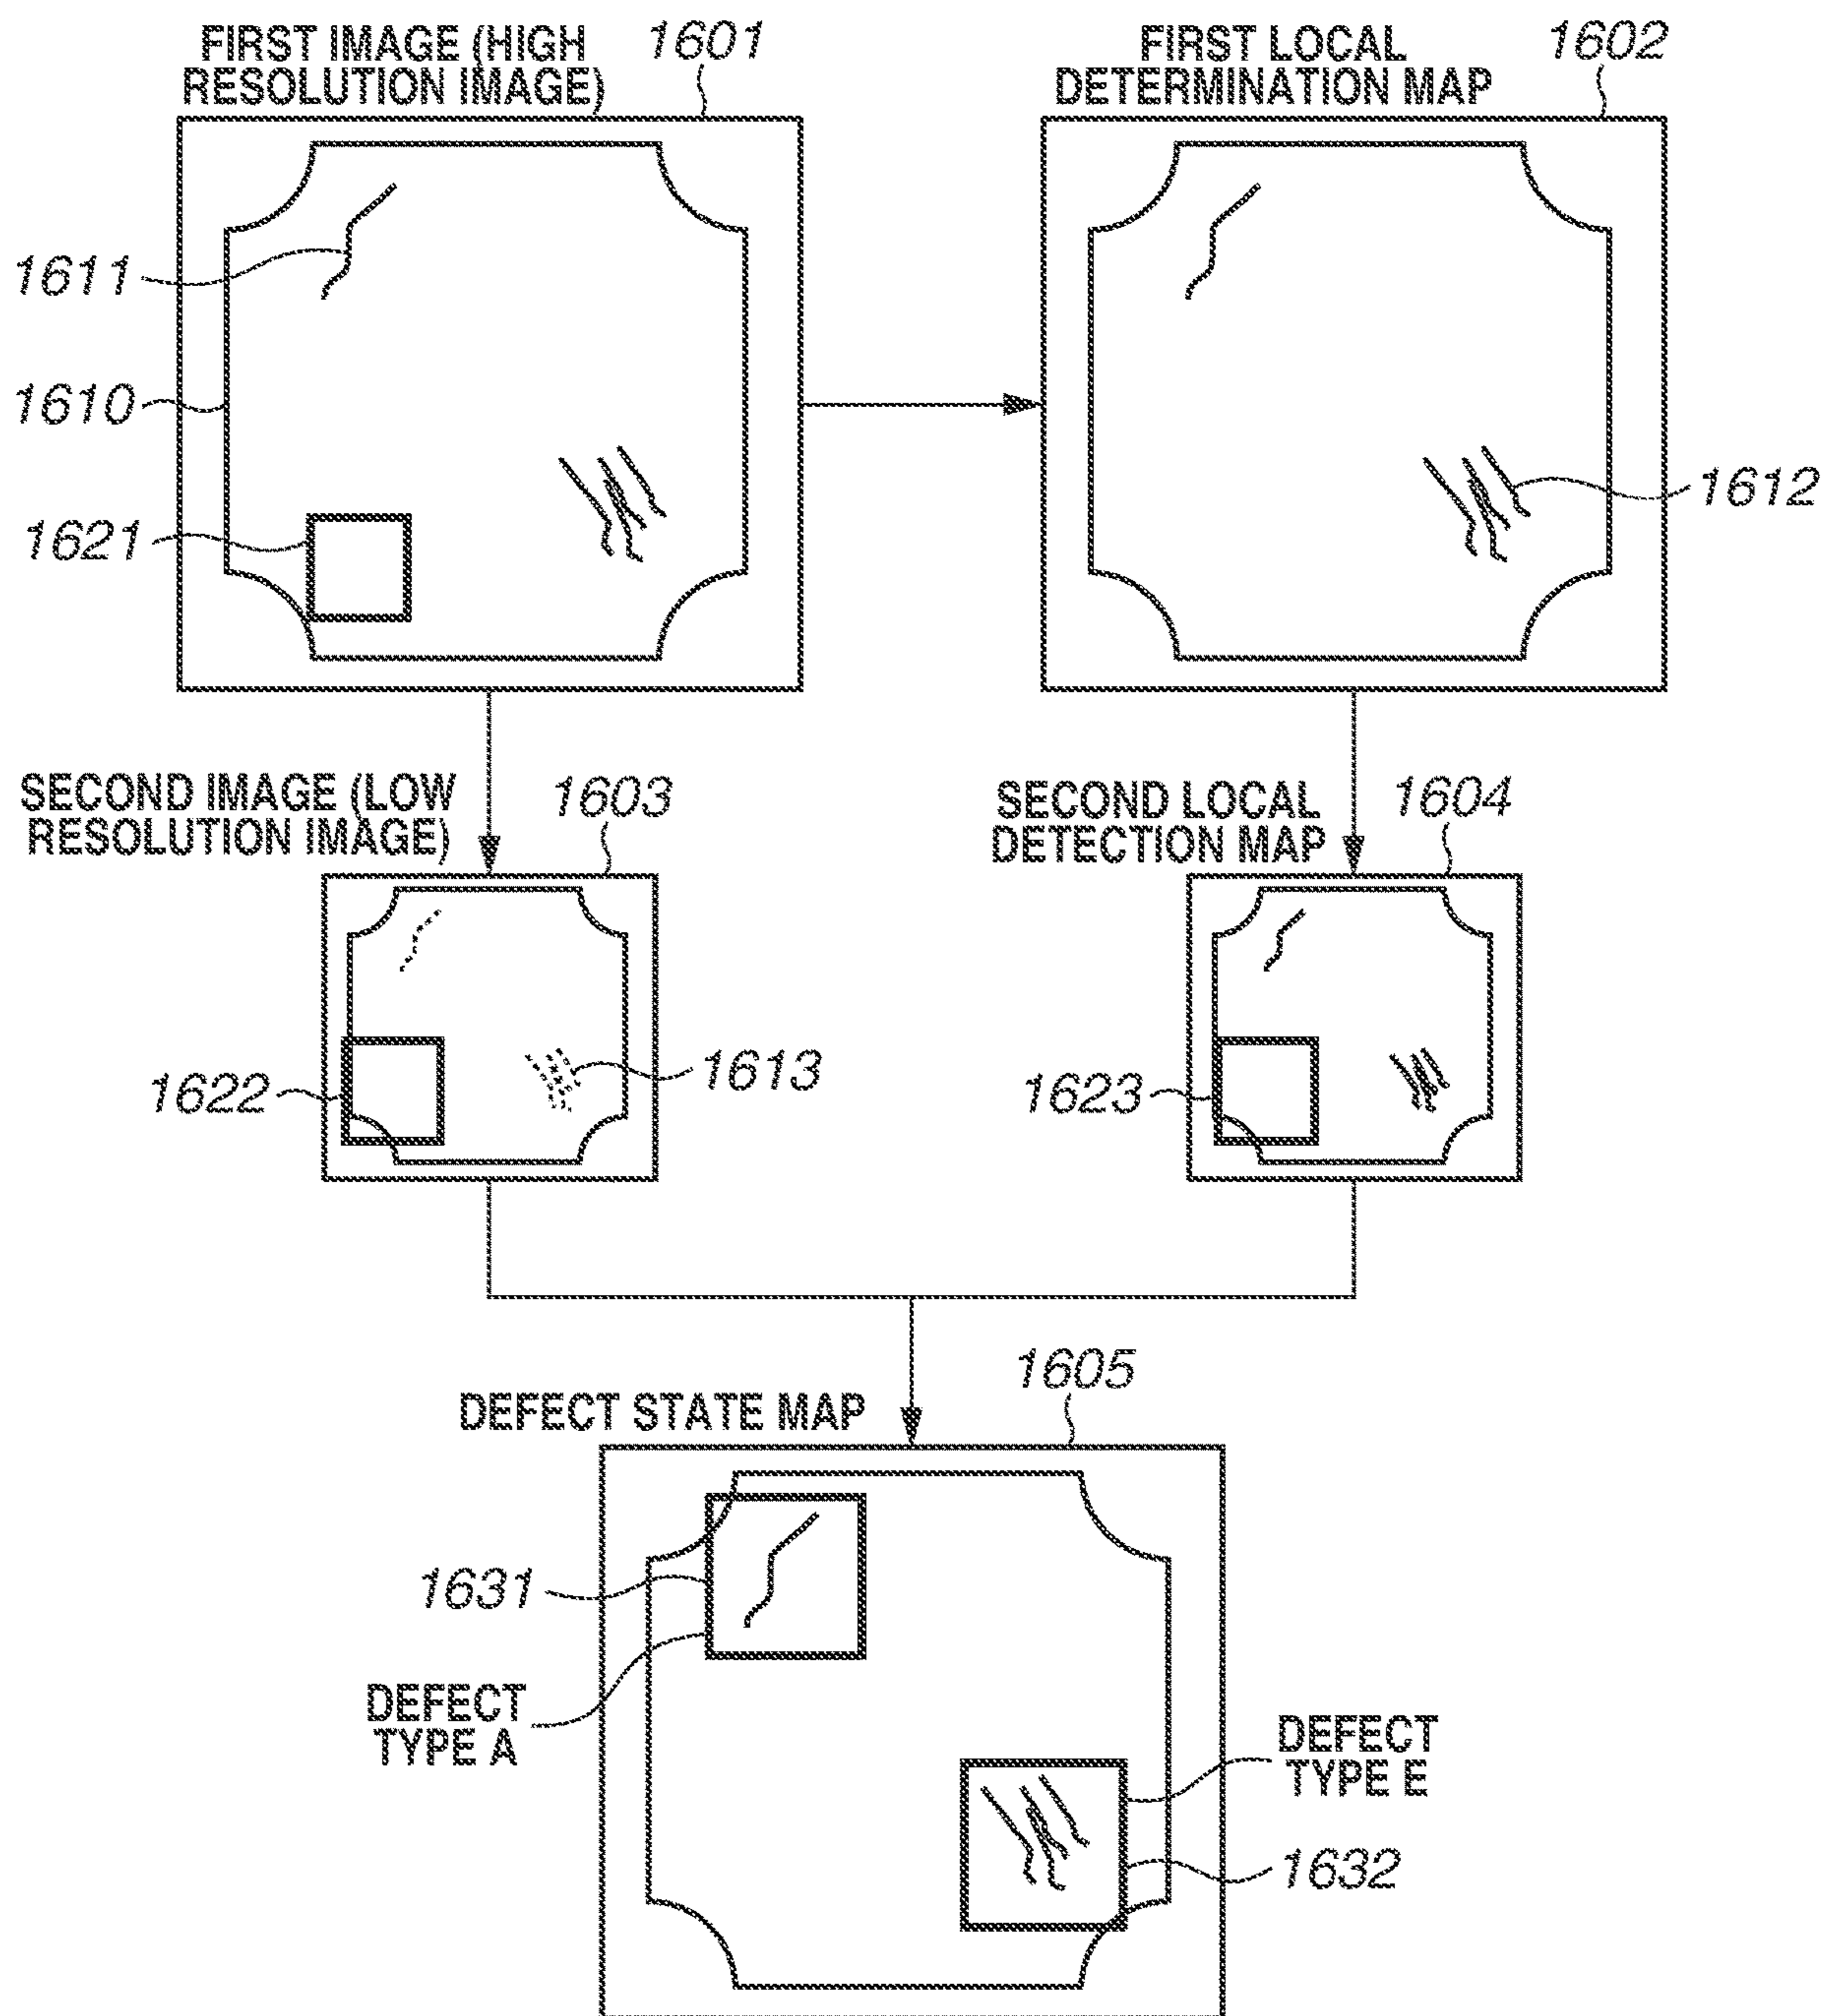 FIRST IMAGE (HIGH
RESOLUTION IMAGE)
1601
FIRST LOCAL
DETERMINATION MAP
1602
1611
1610
1621
1612
SECOND IMAGE (LOW
RESOLUTION IMAGE)
1603
SECOND LOCAL
DETECTION MAP
1604
1622
1613
1623
DEFECT STATE MAP
1605
1631
DEFECT
TYPE A
DEFECT
TYPE E
1632